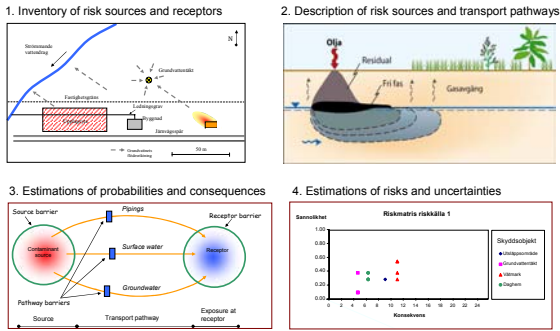 1. Inventory of risk sources and receptors
N
Strömmande
vattendrag
Grundvattentäkt
Fastighetsgräns
Ledningsgrav
Byggnad
Järnvägsspår
Grundvattnets
50 m
2. Description of risk sources and transport pathways
Olja
Residual
Fri fas
Gasavgång
3. Estimations of probabilities and consequences
Source barrier
Pipings
Receptor barrier
Contaminant
source
Surface water
Receptor
Groundwater
Pathway barriers
Source
Transport pathway
Exposure at
receptor
4. Estimations of risks and uncertainties
Riskmatris riskkälla 1
Sannolikhet
1.00
0.80
0.60
0.40
0.20
0.00
0 2 4 6 8 10 12 14 16 18 20 22 24
Konsekvens
Skyddsobjekt
Utsläppsområde
Grundvattentäkt
Våtmark
Daghem